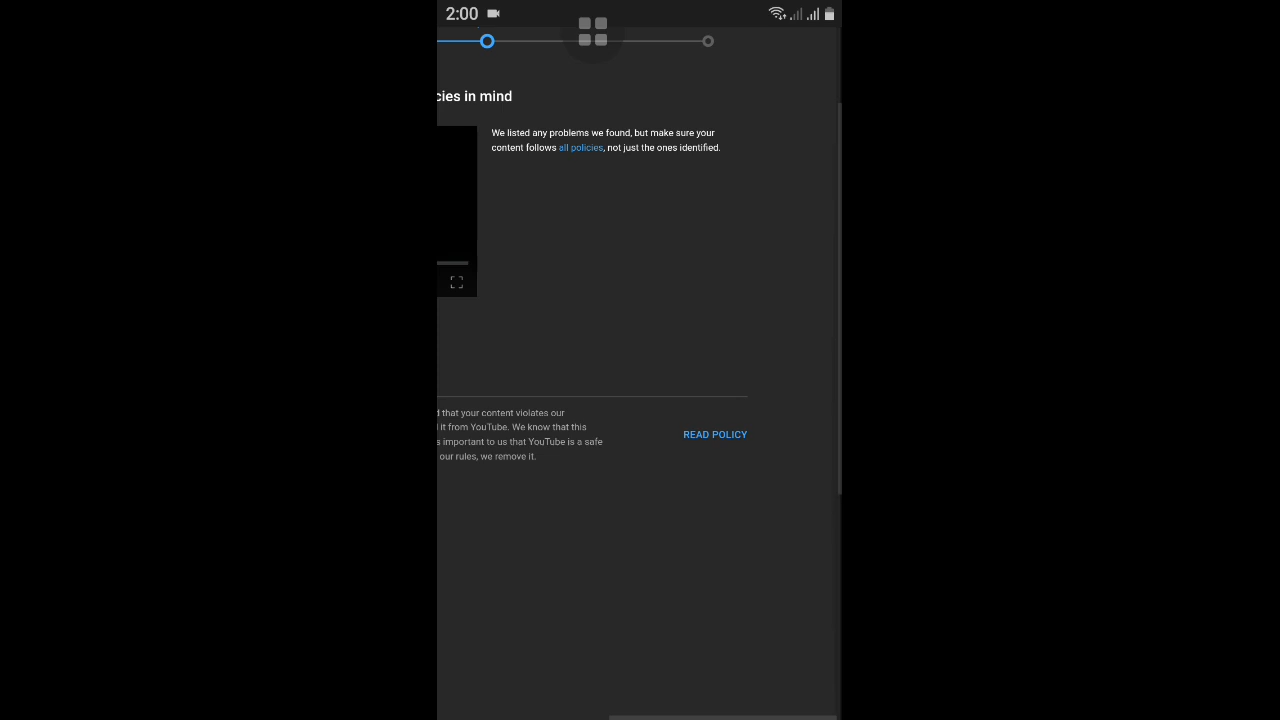 2:00
cies in mind
We listed any problems we found, but make sure your
content follows all policies, not just the ones identified.
d that your content violates our
it from YouTube. We know that this
s important to us that YouTube is a safe
our rules, we remove it.
READ POLICY